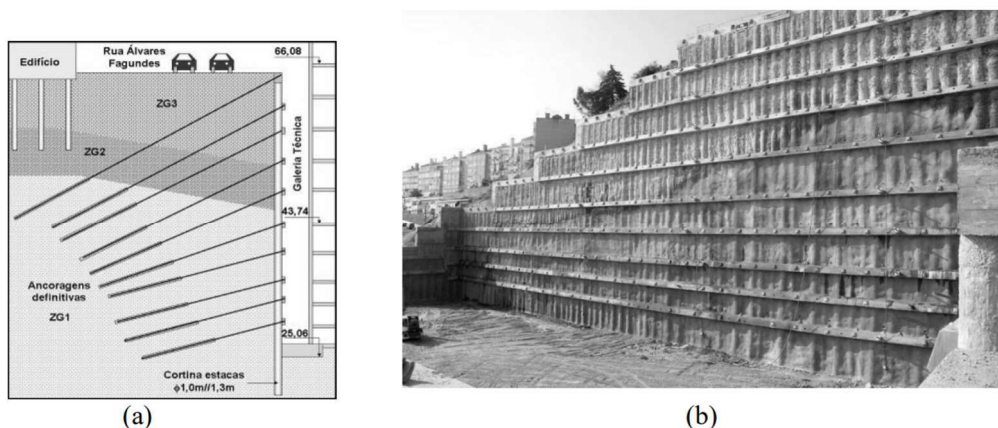 Edifício
Rua Álvares
Fagundes
66,08
ZG3
ZG2
Galeria Técnica
43,74
Ancoragens
definitivas
ZG1
25,06
Cortina estacas
ϕ1,0m//1,3m
(a)
(b)